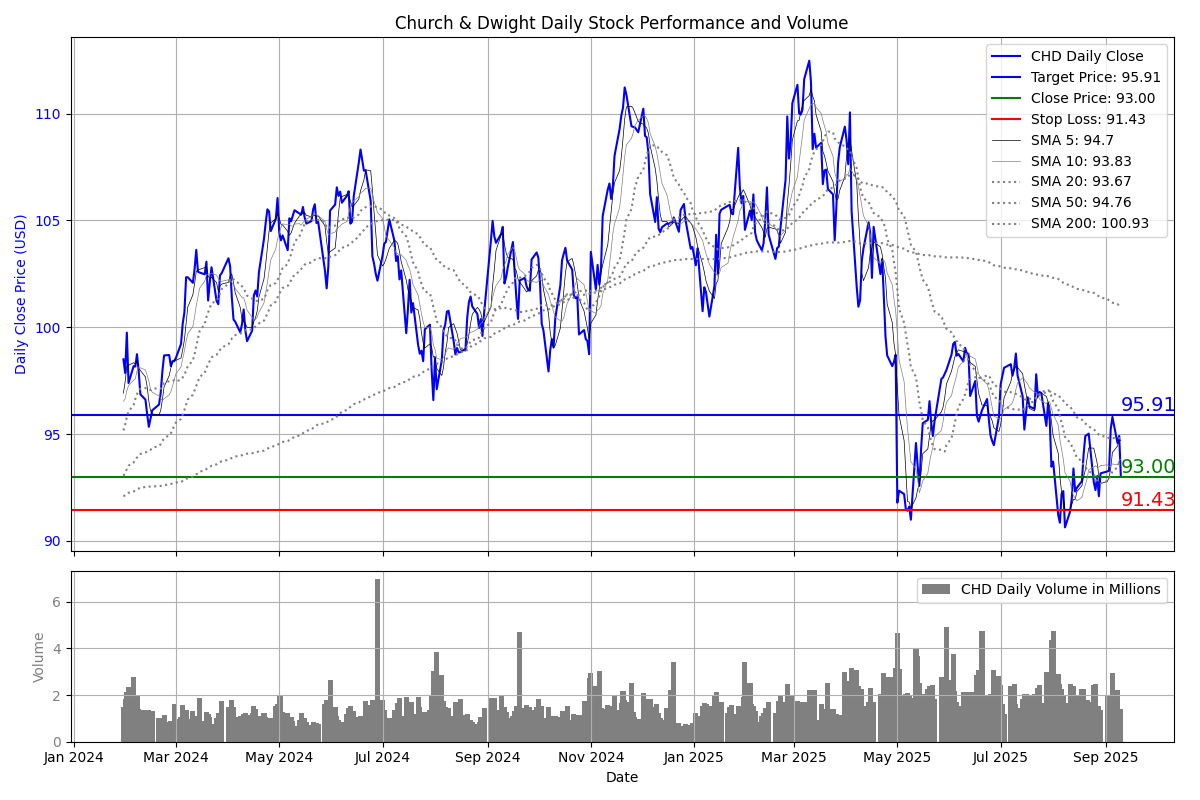 Church & Dwight Daily Stock Performance and Volume
CHD Daily Close
Target Price: 95.91
Close Price: 93.00
Stop Loss: 91.43
SMA 5: 94.7
SMA 10: 93.83
SMA 20: 93.67
SMA 50: 94.76
SMA 200: 100.93
Daily Close Price (USD)
110
105
100
95
90
95.91
93.00
91.43
CHD Daily Volume in Millions
Volume
6
4
2
0
Jan 2024
Mar 2024
May 2024
Jul 2024
Sep 2024
Nov 2024
Jan 2025
Mar 2025
May 2025
Jul 2025
Sep 2025
Date